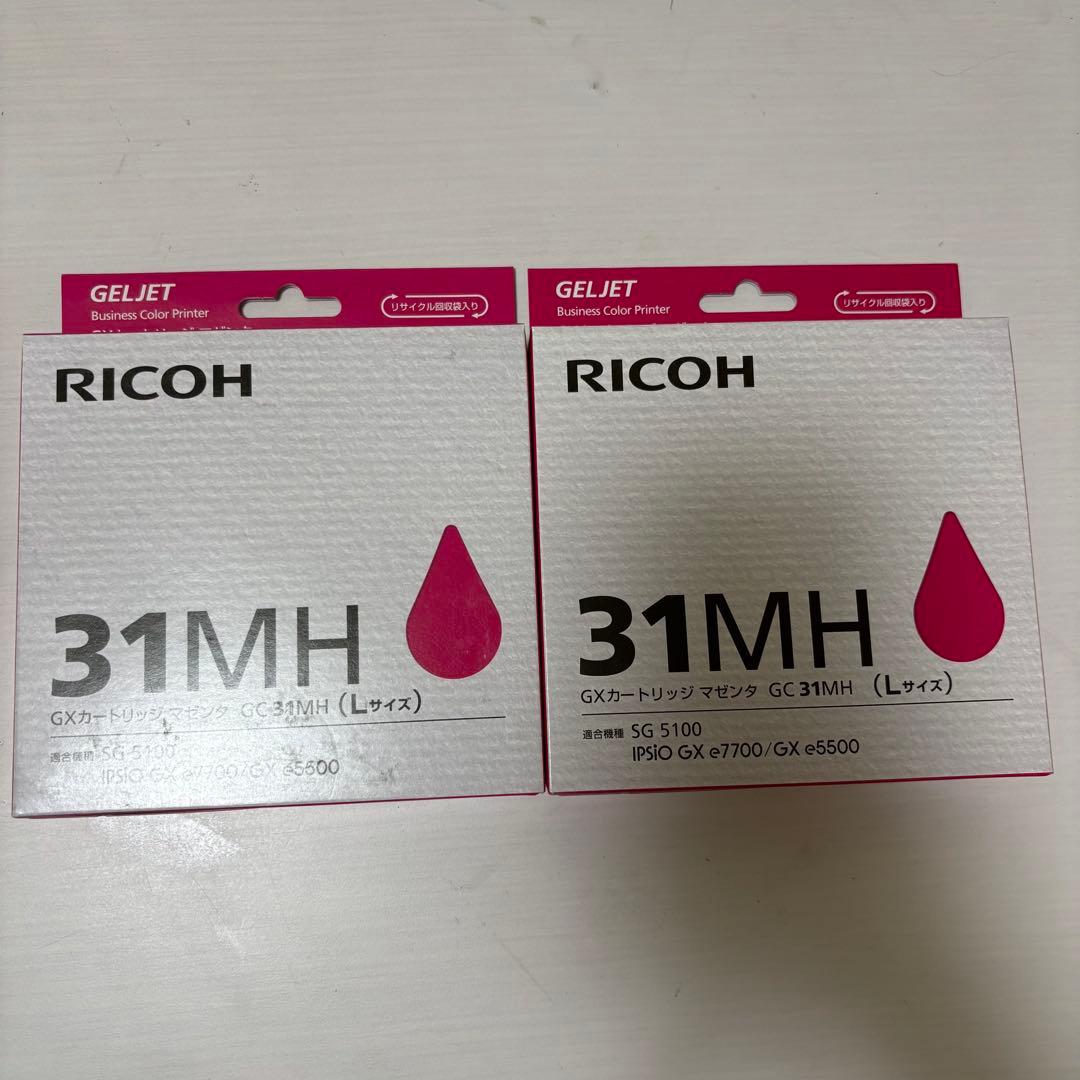 GELJET
Business Color Printer
リサイクル回収袋入り
RICOH
31MH
GXカートリッジ マゼンタ GC 31MH (Lサイズ)
適合機種 SG 5100
IPSiO GX e7700/GX e5500
GELJET
Business Color Printer
リサイクル回収袋入り
RICOH
31MH
GXカートリッジ マゼンタ GC 31MH (Lサイズ)
適合機種 SG 5100
IPSiO GX e7700/GX e5500